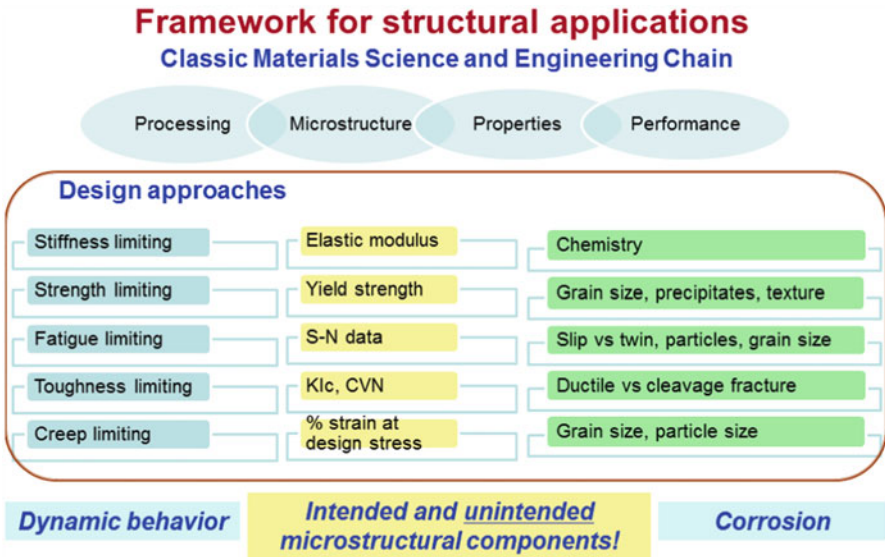 Framework for structural applications
Classic Materials Science and Engineering Chain
Processing
Microstructure
Properties
Performance
Design approaches
Stiffness limiting
Elastic modulus
Chemistry
Strength limiting
Yield strength
Grain size, precipitates, texture
Fatigue limiting
S-N data
Slip vs twin, particles, grain size
Toughness limiting
KIc, CVN
Ductile vs cleavage fracture
Creep limiting
% strain at
design stress
Grain size, particle size
Dynamic behavior
Intended and unintended
microstructural components!
Corrosion